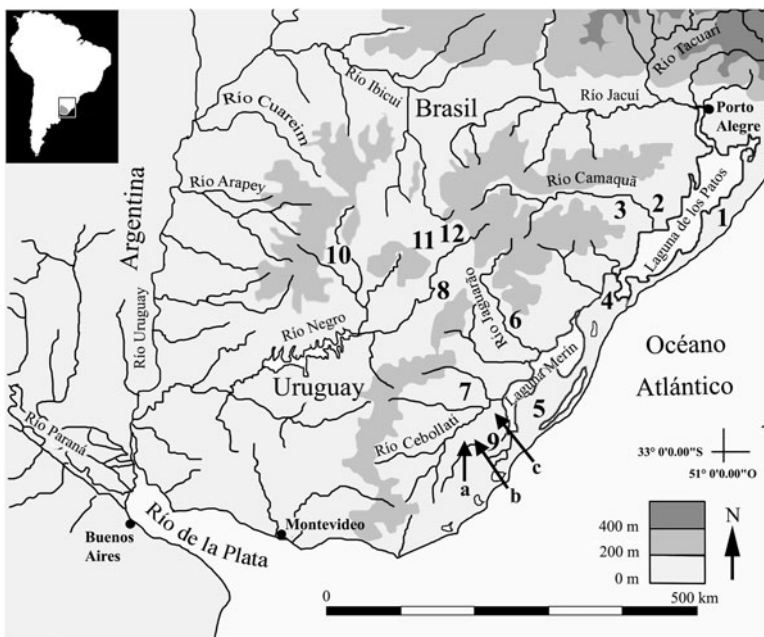 Río Tacuarí
Río Ibicuí
Brasil
Río Jacuí
Porto
Alegre
Río Cuareim
Argentina
Río Arapey
Río Camaquã
Laguna de los Patos
1
2
3
10
11
12
4
8
Río Jaguarão
6
Río Uruguay
Río Negro
Uruguay
Laguna Merín
Océano
Atlántico
7
5
Río Cebollatí
9
Río Paraná
a
b
c
33° 0'0.00"S
51° 0'0.00"O
Buenos
Aires
Río de la Plata
Montevideo
400 m
200 m
0 m
N
0
500 km